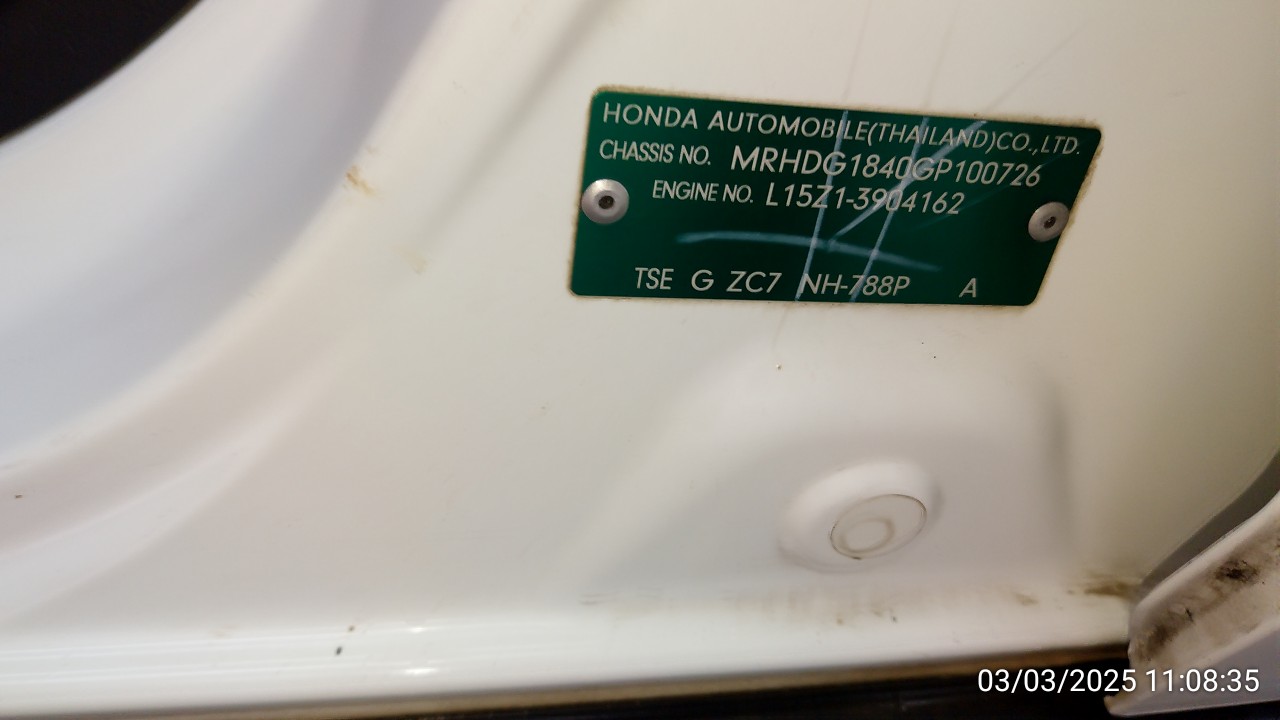 HONDA AUTOMOBILE(THAILAND)CO.,LTD.
CHASSIS NO. MRHDG1840GP100726
ENGINE NO. L15Z1-3904162
TSE G ZC7 NH-788P A
03/03/2025 11:08:35